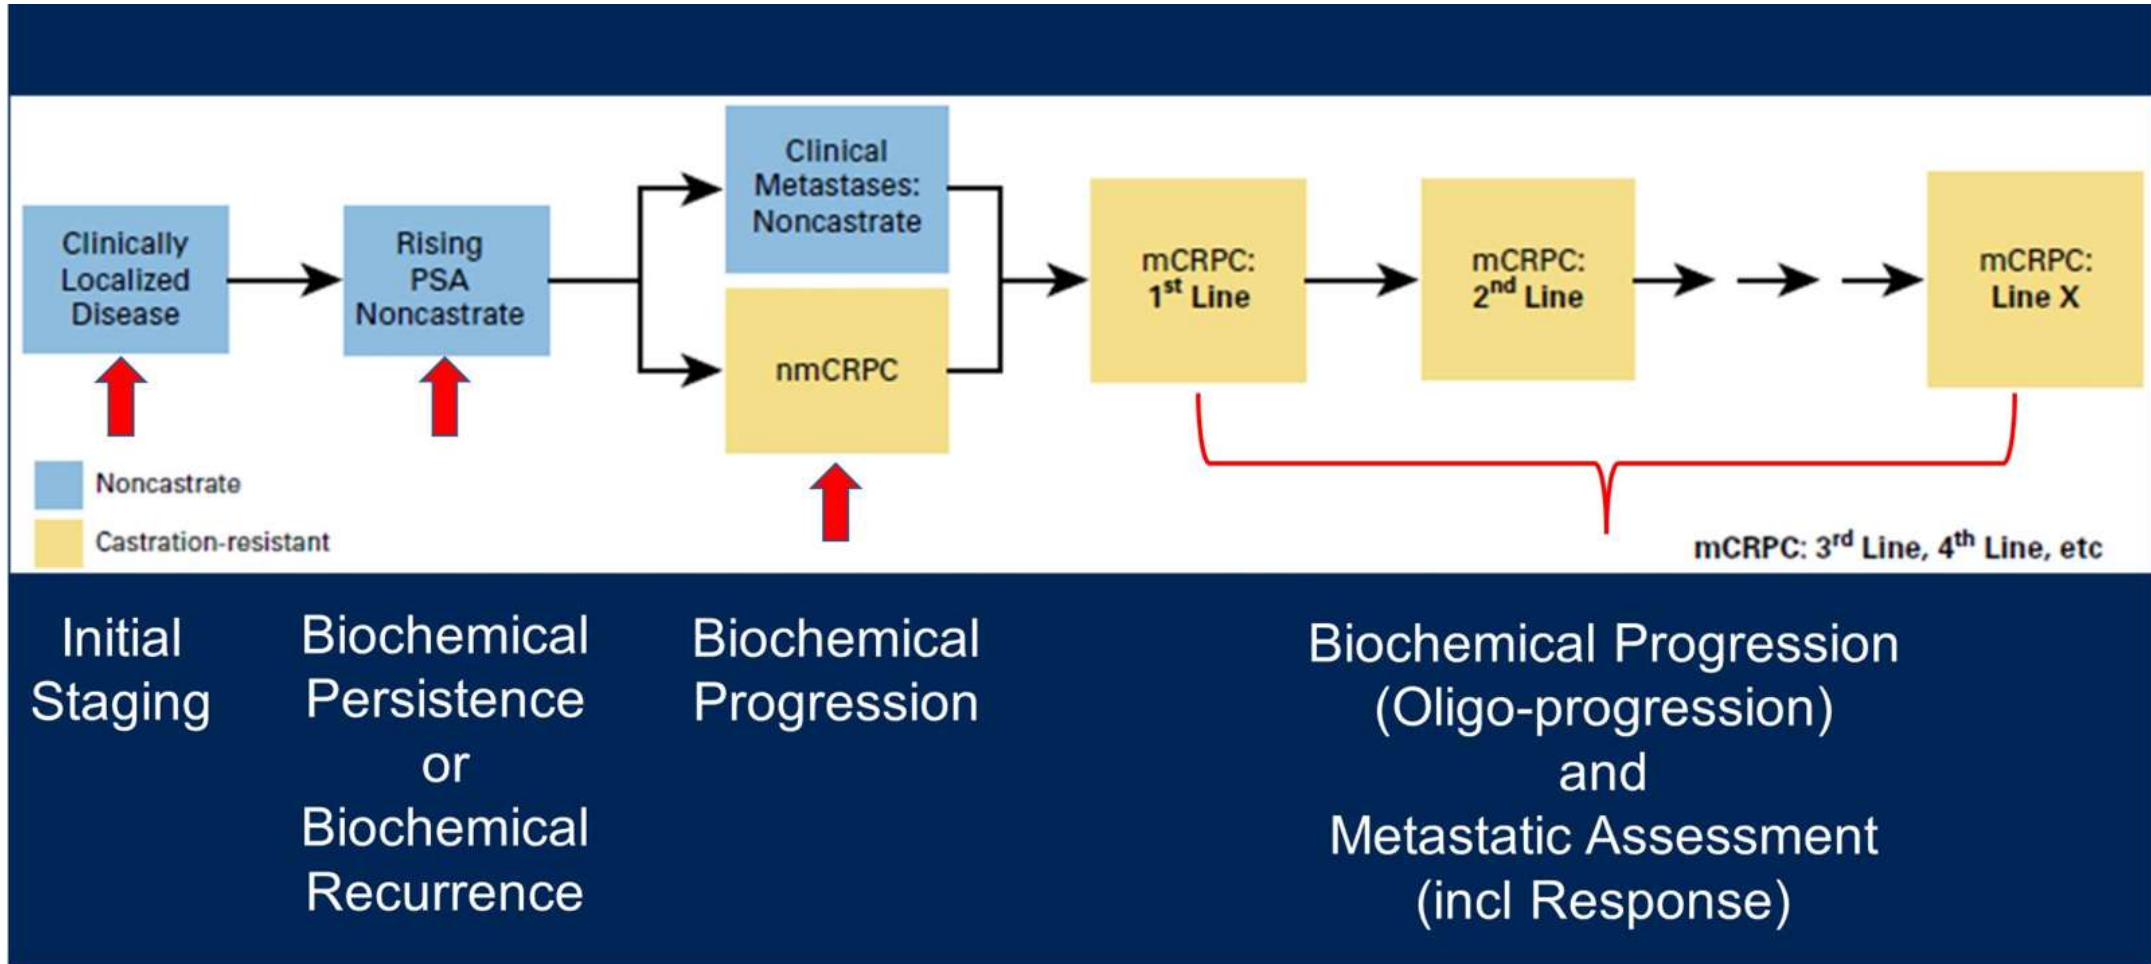 Clinically
Localized
Disease
Rising
PSA
Noncastrate
Clinical
Metastases:
Noncastrate
nmCRPC
mCRPC:
1st Line
mCRPC:
2nd Line
mCRPC:
Line X
Noncastrate
Castration-resistant
mCRPC: 3rd Line, 4th Line, etc
Initial
Staging
Biochemical
Persistence
or
Biochemical
Recurrence
Biochemical
Progression
Biochemical Progression
(Oligo-progression)
and
Metastatic Assessment
(incl Response)